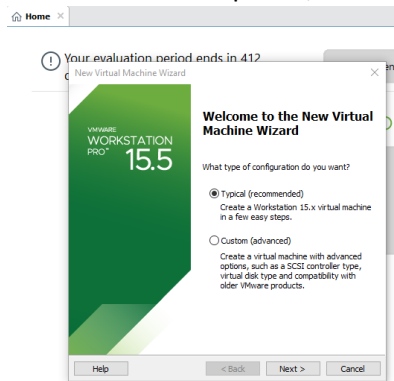 Home ×
Your evaluation period ends in 412
New Virtual Machine Wizard
VMWARE
WORKSTATION
PRO™
15.5
Welcome to the New Virtual
Machine Wizard
What type of configuration do you want?
Typical (recommended)
Create a Workstation 15.x virtual machine
in a few easy steps.
Custom (advanced)
Create a virtual machine with advanced
options, such as a SCSI controller type,
virtual disk type and compatibility with
older VMware products.
Help
< Back
Next >
Cancel